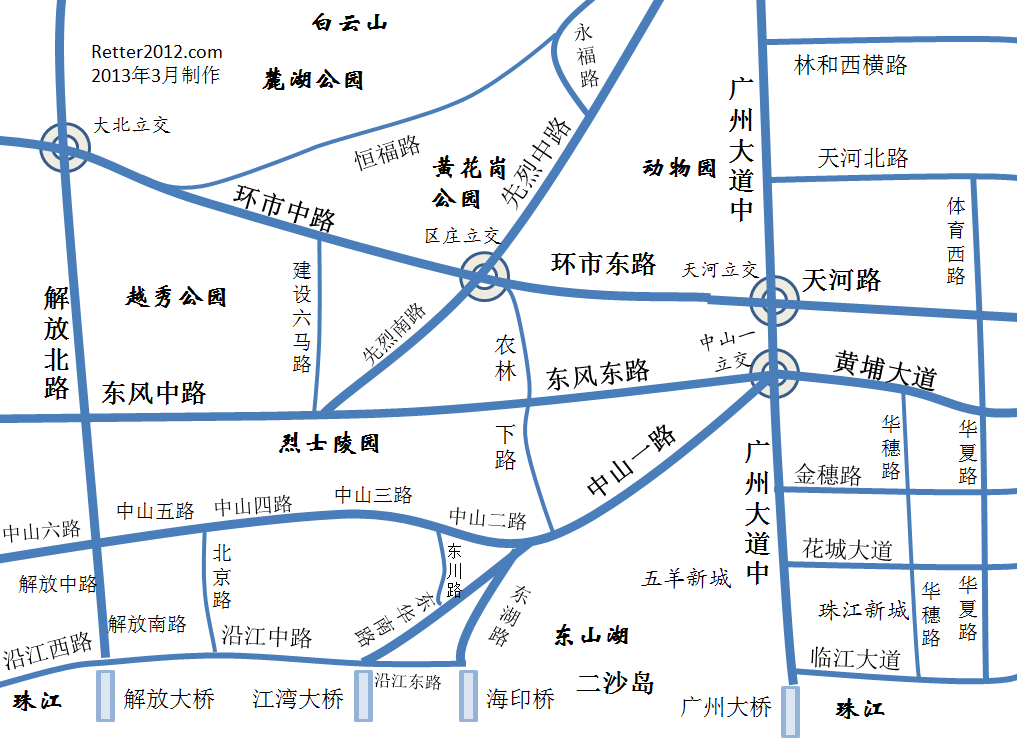 白云山
Retter2012.com
2013年3月制作
麓湖公园
永福路
林和西横路
广州大道中
大北立交
恒福路
先烈中路
黄花岗
公园
动物园
天河北路
体育西路
环市中路
区庄立交
环市东路
天河立交
天河路
建设六马路
越秀公园
解放北路
先烈南路
农林
下路
中山一
立交
东风中路
东风东路
黄埔大道
华穗路
华夏路
烈士陵园
中山一路
广州大道中
金穗路
中山六路
中山五路
中山四路
中山三路
中山二路
花城大道
解放中路
北京路
东川路
五羊新城
华穗路
华夏路
解放南路
东华南路
东湖路
珠江新城
沿江西路
沿江中路
东山湖
临江大道
沿江东路
二沙岛
珠江
解放大桥
江湾大桥
海印桥
广州大桥
珠江